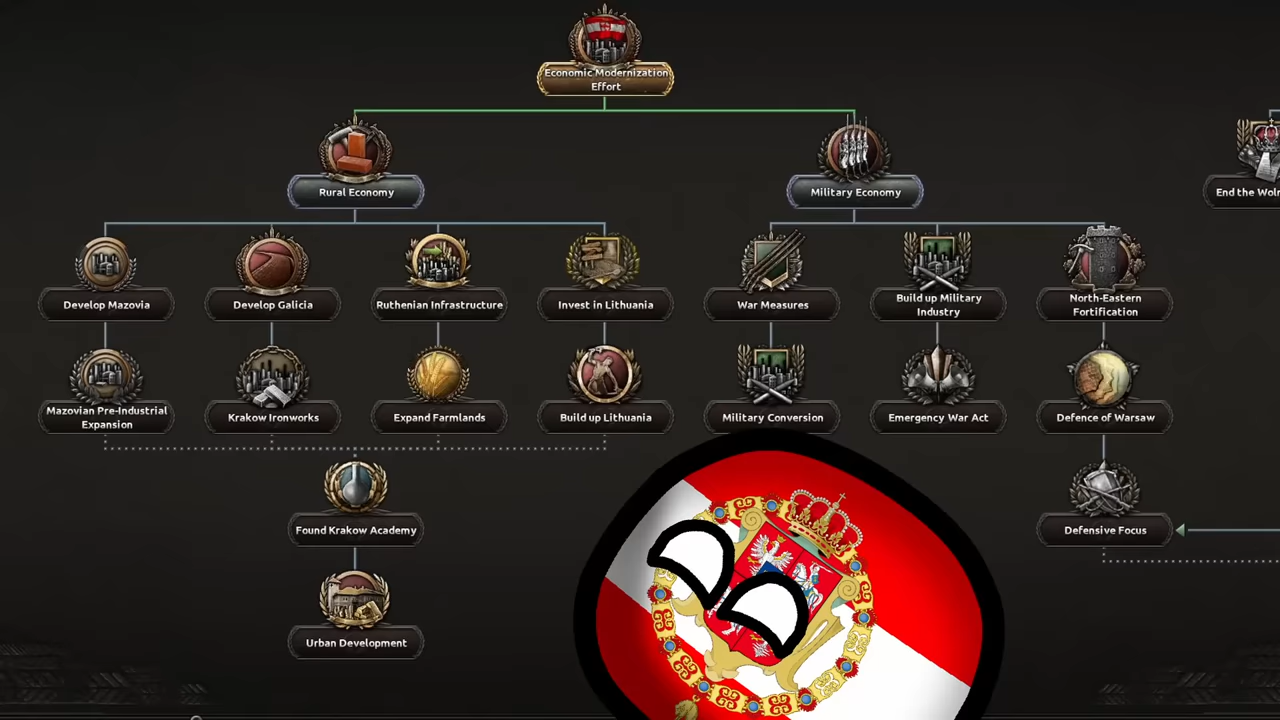 Economic Modernization
Effort
Rural Economy
Military Economy
End the
Develop Mazovia
Develop Galicia
Ruthenian Infrastructure
Invest in Lithuania
War Measures
Build up Military
Industry
North-Eastern
Fortification
Mazovian Pre-Industrial
Expansion
Krakow Ironworks
Expand Farmlands
Build up Lithuania
Military Conversion
Emergency War Act
Defence of Warsaw
Found Krakow Academy
Defensive Focus
Urban Development